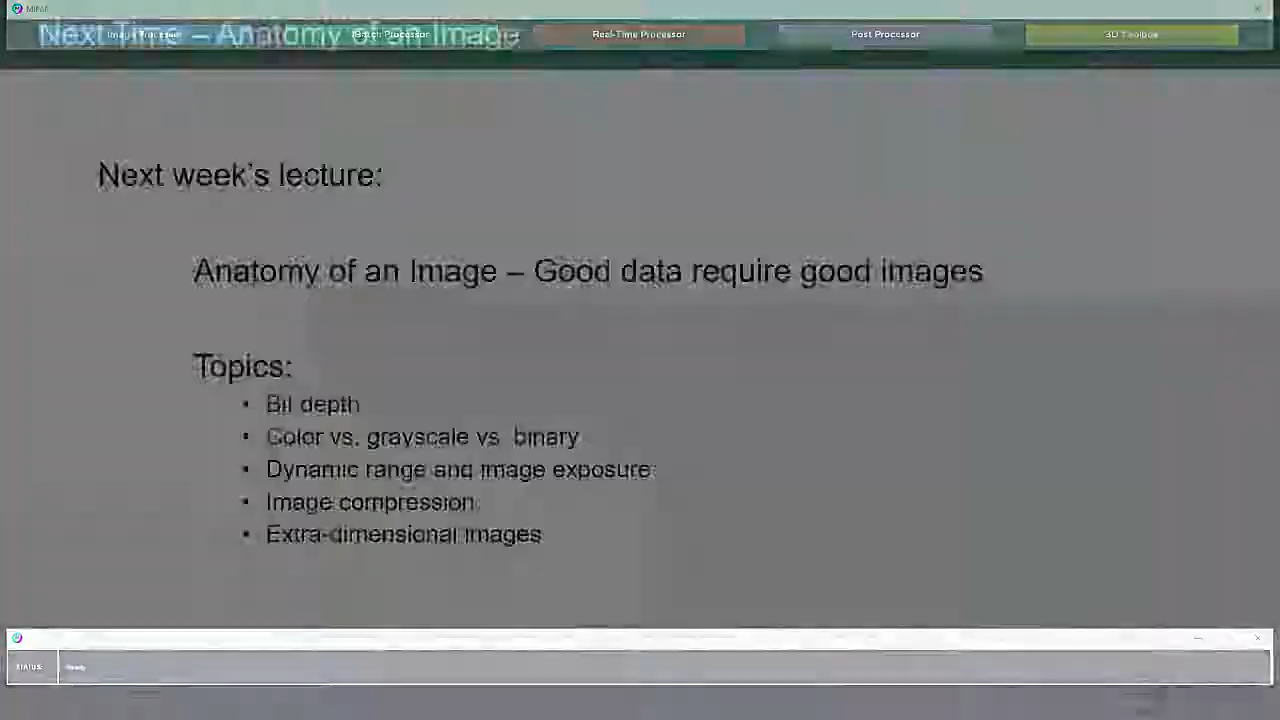 MIPAR
Next Time – Anatomy of an Image
Image Processor
Batch Processor
Real-Time Processor
Post Processor
3D Toolbox
Next week's lecture:
Anatomy of an Image – Good data require good images
Topics:
• Bit depth
• Color vs. grayscale vs. binary
• Dynamic range and image exposure
• Image compression
• Extra-dimensional images
STATUS:
Ready